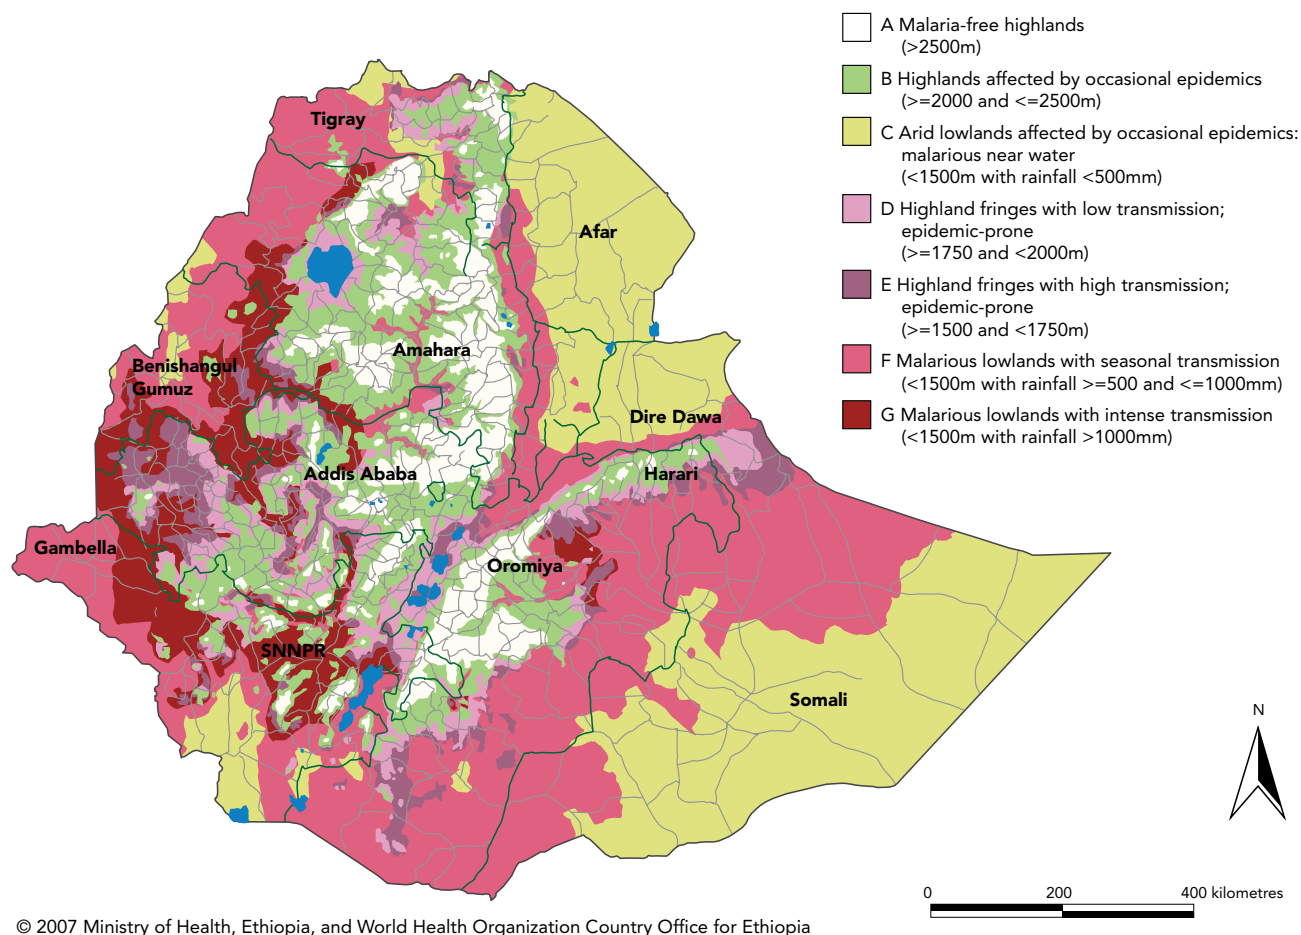 A Malaria-free highlands
(>2500m)
B Highlands affected by occasional epidemics
(>=2000 and <=2500m)
C Arid lowlands affected by occasional epidemics:
malarious near water
(<1500m with rainfall <500mm)
D Highland fringes with low transmission;
epidemic-prone
(>=1750 and <2000m)
E Highland fringes with high transmission;
epidemic-prone
(>=1500 and <1750m)
F Malarious lowlands with seasonal transmission
(<1500m with rainfall >=500 and <=1000mm)
G Malarious lowlands with intense transmission
(<1500m with rainfall >1000mm)
Tigray
Afar
Amahara
Benishangul
Gumuz
Dire Dawa
Addis Ababa
Harari
Gambella
Oromiya
SNNPR
Somali
N
0 200 400 kilometres
© 2007 Ministry of Health, Ethiopia, and World Health Organization Country Office for Ethiopia